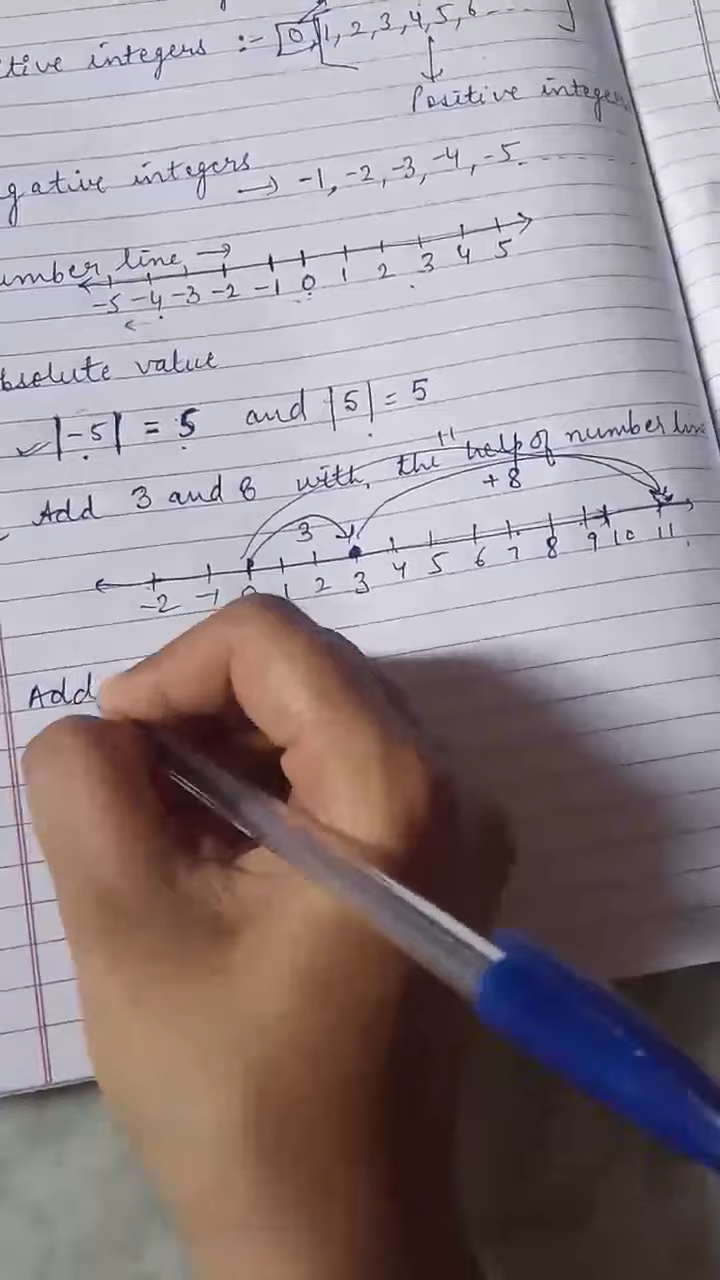 tive integers :- [0, 1, 2, 3, 4, 5, 6 ....]
Positive integer
gative integers → -1, -2, -3, -4, -5 .......
umber line →
-5 -4 -3 -2 -1 0 1 2 3 4 5
bsolute value
✓ |-5| = 5 and |5| = 5
11
Add 3 and 8 with the help of number line
+8
3
-2 -1 0 1 2 3 4 5 6 7 8 9 10 11
Add